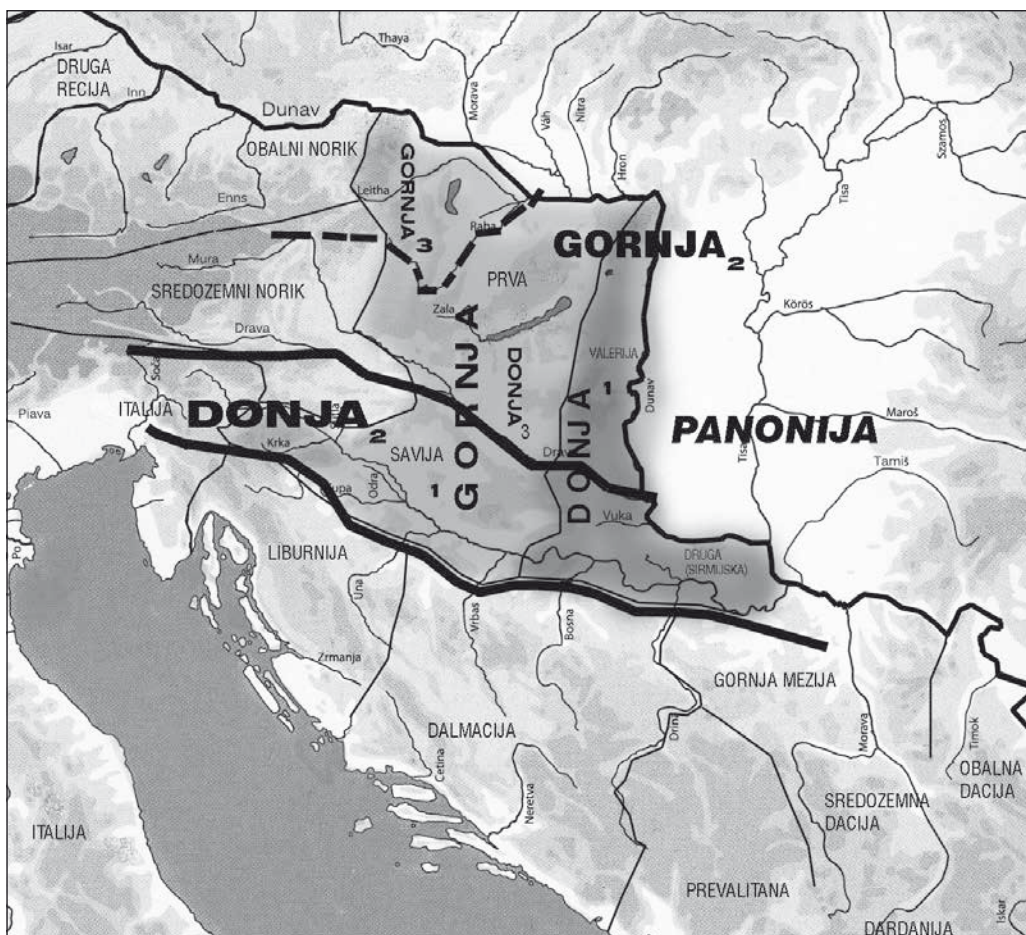 Isar
DRUGA
RECIJA
Inn
Thaya
Dunav
Morava
Váh
Nitra
Hron
Szamos
Tisa
OBALNI NORIK
GORNJA
3
Leitha
Enns
Raba
GORNJA 2
PRVA
Mura
SREDOZEMNI NORIK
Zala
Körös
Drava
VALERIJA
GORNJA
1
DONJA
3
DONJA
1
Dunav
Soča
Piava
ITALIJA
DONJA 2
PANONIJA
Maroš
Krka
SAVIJA
Drava
Tisa
Tamiš
Kupa
Odra
Vuka
Po
LIBURNIJA
DRUGA
(SIRMIJSKA)
Una
Vrbas
Bosna
Zrmanja
GORNJA MEZIJA
DALMACIJA
Drina
Morava
Timok
Cetina
OBALNA
DACIJA
Neretva
SREDOZEMNA
DACIJA
ITALIJA
PREVALITANA
Iskar
DARDANIJA